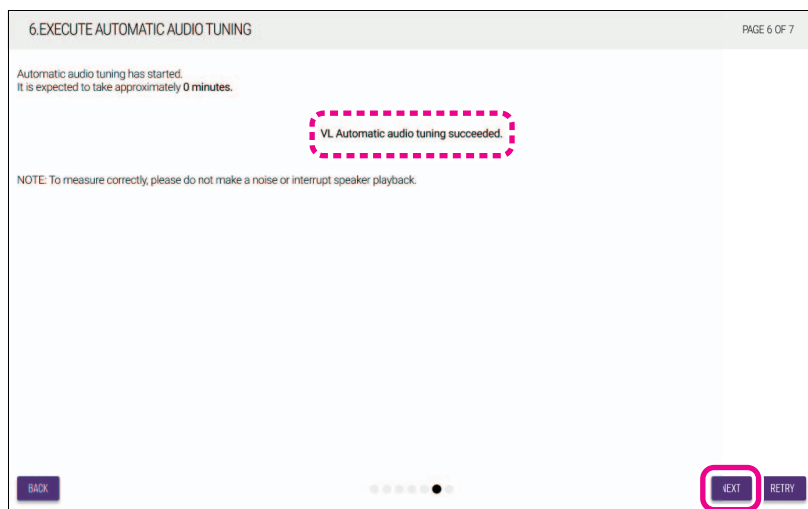 6.EXECUTE AUTOMATIC AUDIO TUNING
PAGE 6 OF 7
Automatic audio tuning has started.
It is expected to take approximately 0 minutes.
VL Automatic audio tuning succeeded.
NOTE: To measure correctly, please do not make a noise or interrupt speaker playback.
BACK
NEXT
RETRY